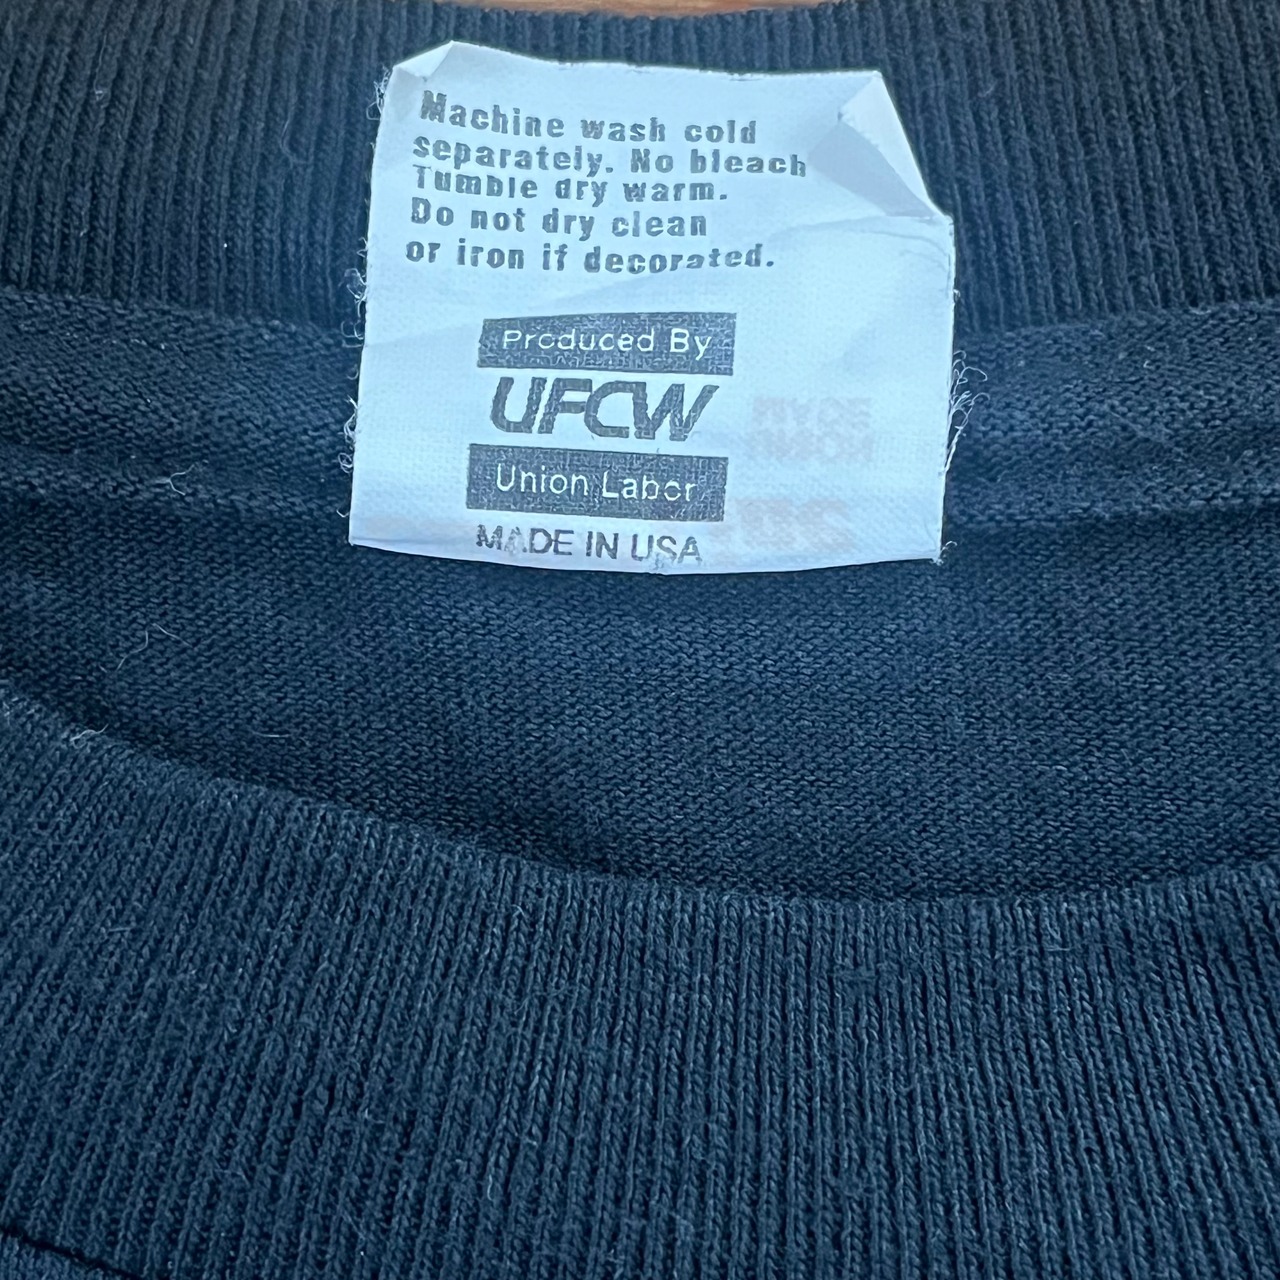 Machine wash cold
separately. No bleach
Tumble dry warm.
Do not dry clean
or iron if decorated.
Produced By
UFCW
Union Labor
MADE IN USA